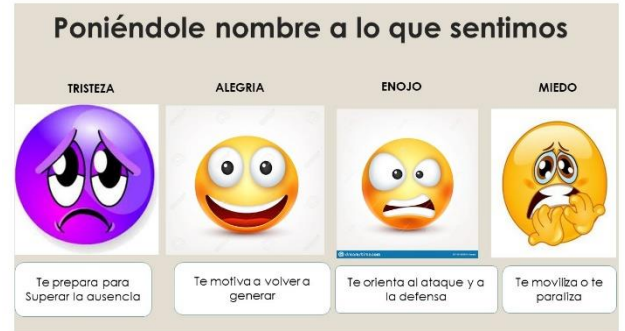 Poniéndole nombre a lo que sentimos
TRISTEZA
ALEGRIA
ENOJO
MIEDO
Te prepara para
Superar la ausencia
Te motiva a volver a
generar
Te orienta al ataque y a
la defensa
Te moviliza o te
paraliza